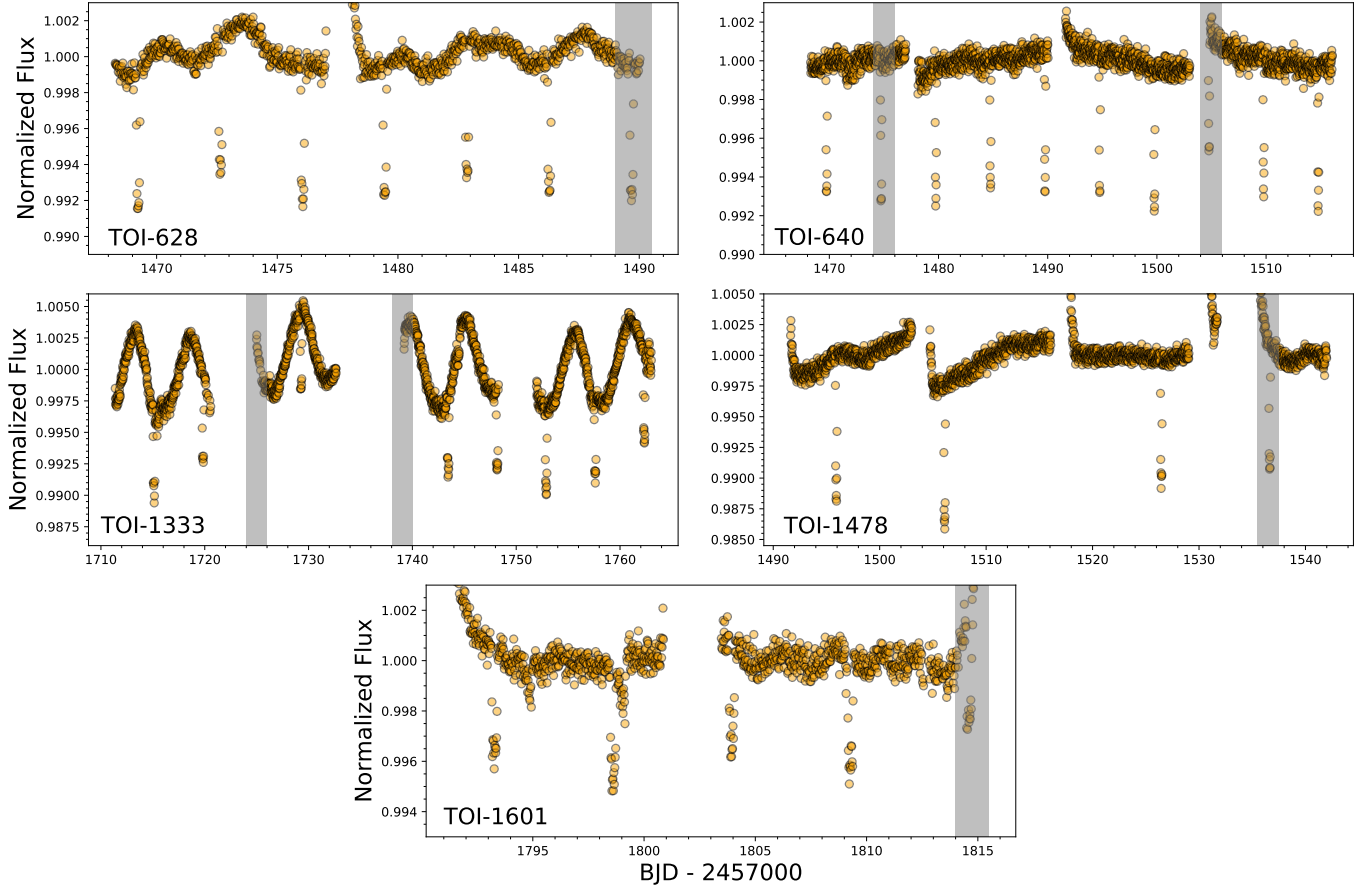 Normalized Flux
1.002
1.000
0.998
0.996
0.994
0.992
0.990
TOI-628
1470 1475 1480 1485 1490
1.002
1.000
0.998
0.996
0.994
0.992
0.990
TOI-640
1470 1480 1490 1500 1510
Normalized Flux
1.0050
1.0025
1.0000
0.9975
0.9950
0.9925
0.9900
0.9875
TOI-1333
1710 1720 1730 1740 1750 1760
1.0050
1.0025
1.0000
0.9975
0.9950
0.9925
0.9900
0.9875
0.9850
TOI-1478
1490 1500 1510 1520 1530 1540
Normalized Flux
1.002
1.000
0.998
0.996
0.994
TOI-1601
1795 1800 1805 1810 1815
BJD - 2457000